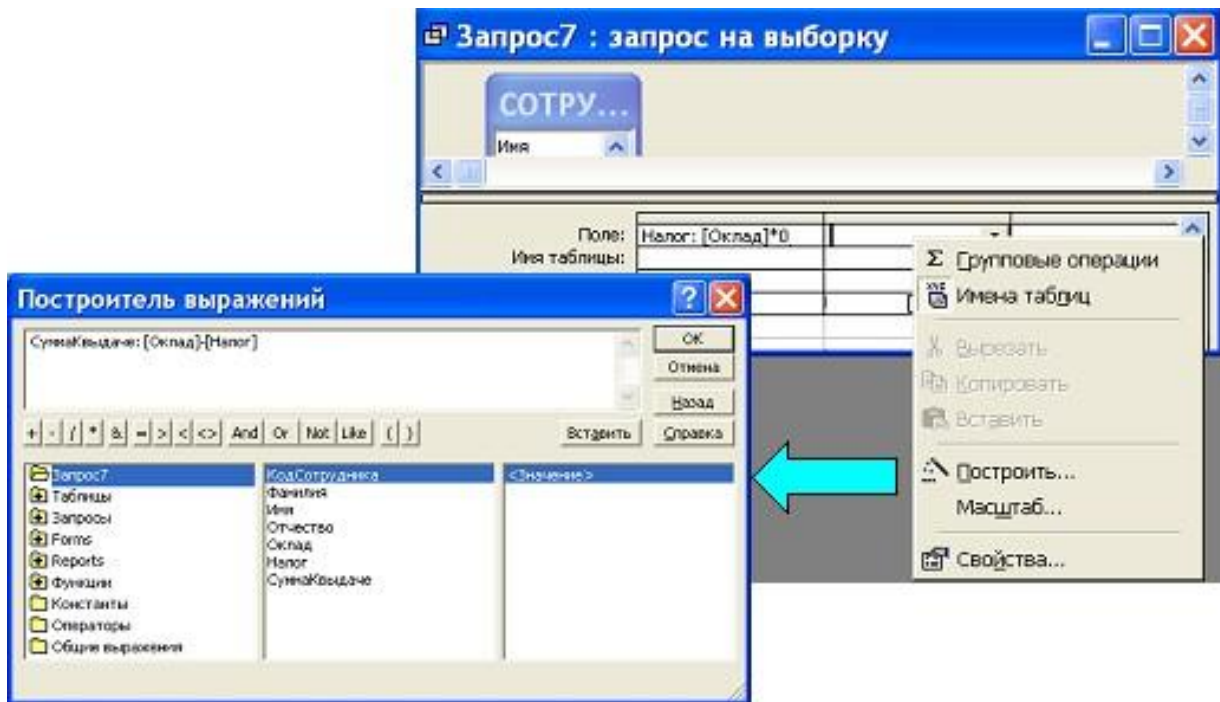 Запрос7 : запрос на выборку
СОТРУ...
Имя
Поле: Налог: [Оклад]*0
Имя таблицы:
Σ Групповые операции
Имена таблиц
Вырезать
Копировать
Вставить
Построить...
Масштаб...
Свойства...
Построитель выражений
СуммаКвыдаче: [Оклад]-[Налог]
ОК
Отмена
Назад
+ - / * & = > < <> And Or Not Like ( ) Вставить Справка
Запрос7 КодСотрудника <Значение>
Таблицы Фамилия
Запросы Имя
Forms Отчество
Reports Оклад
Функции Налог
Константы СуммаКвыдаче
Операторы
Общие выражения